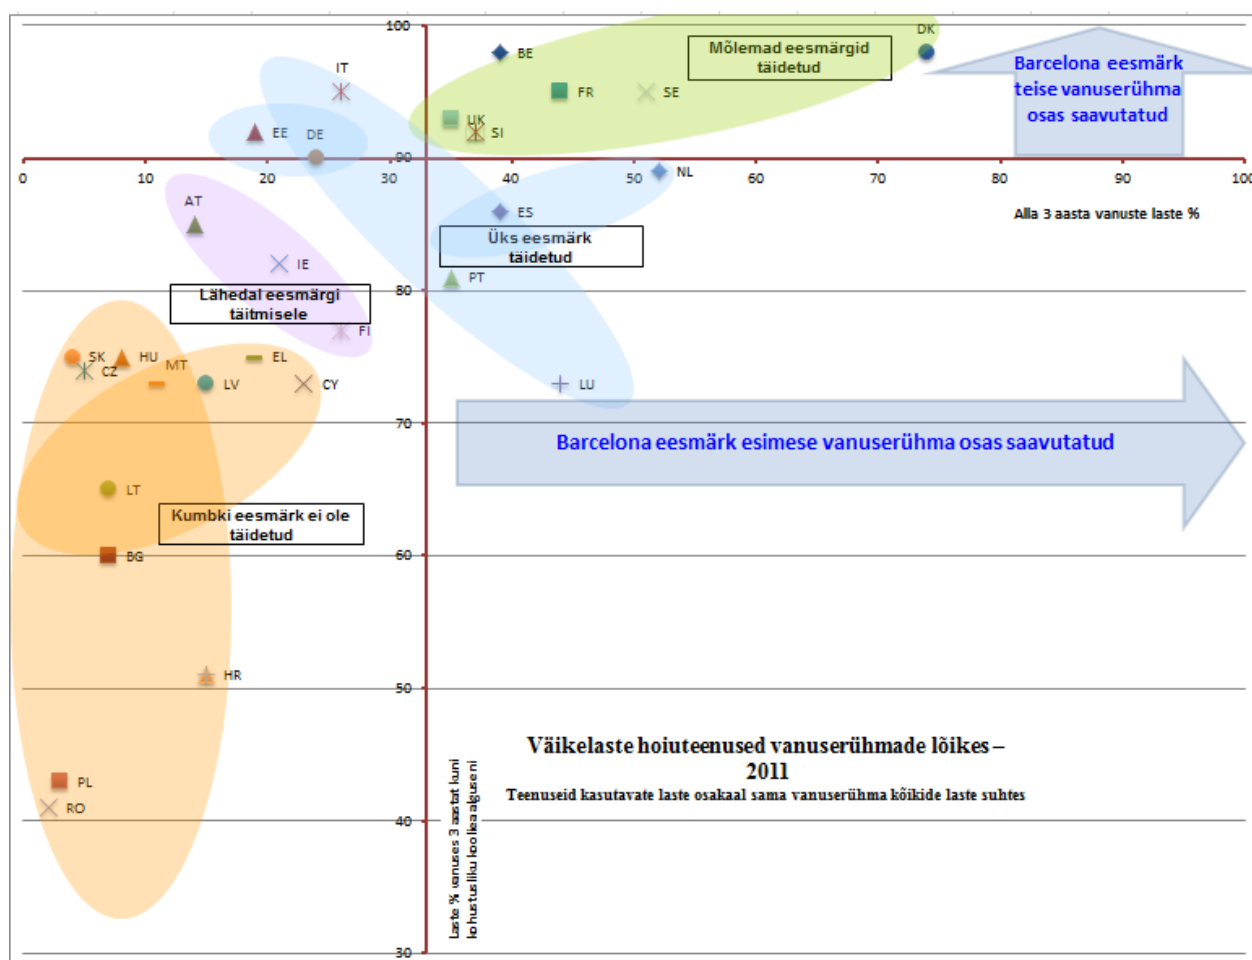 100
DK
Mõlemad eesmärgid
täidetud
BE
Barcelona eesmärk
teise vanuserühma
osas saavutatud
IT
FR
SE
UK
SI
EE
DE
90
0
10
20
30
40
50
60
70
80
90
100
NL
AT
ES
Alla 3 aasta vanuste laste %
Üks eesmärk
täidetud
IE
PT
80
Lähedal eesmärgi
täitmisele
FI
SK
HU
MT
EL
CZ
LV
CY
LU
70
Barcelona eesmärk esimese vanuserühma osas saavutatud
LT
Kumbki eesmärk ei ole
täidetud
BG
60
HR
50
Väikelaste hoiuteenused vanuserühmade lõikes –
2011
Teenuseid kasutavate laste osakaal sama vanuserühma kõikide laste suhtes
PL
RO
40
Laste % vanuses 3 aastat kuni
kohustusliku koolieaalguseni
30